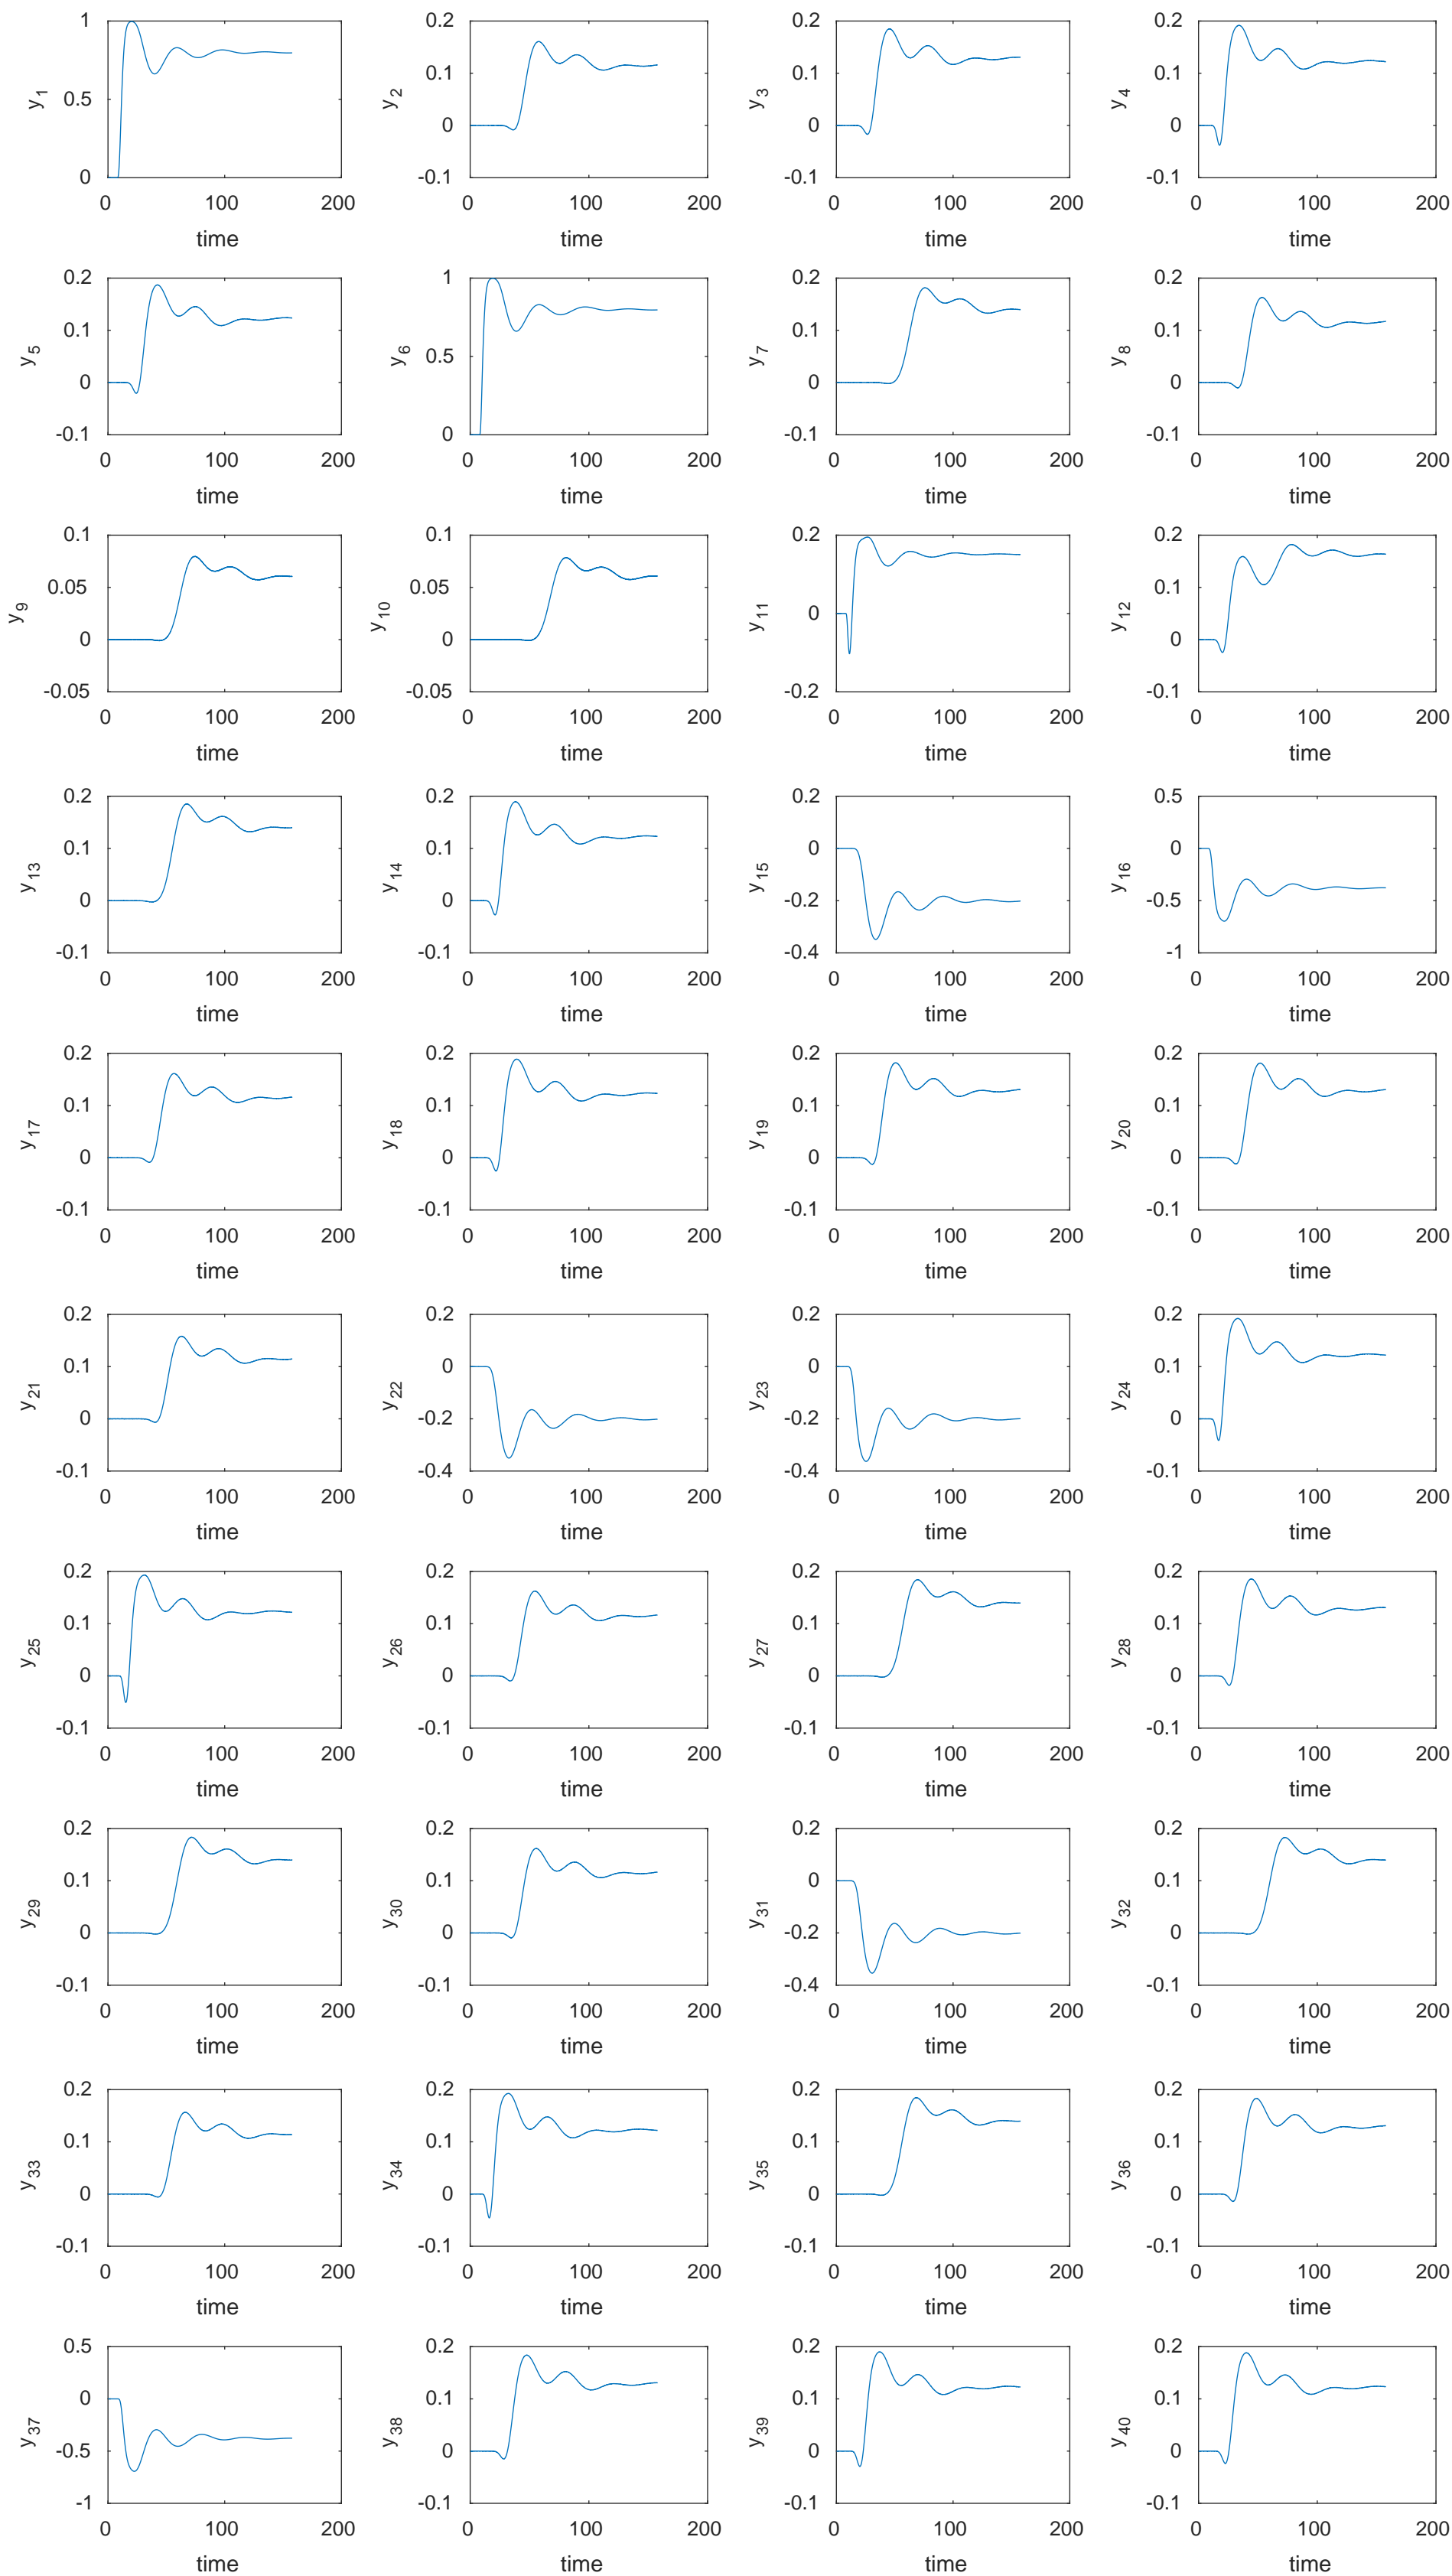 1
0.5
0
y1
0 100 200
time
0.2
0.1
0
-0.1
y2
0 100 200
time
0.2
0.1
0
-0.1
y3
0 100 200
time
0.2
0.1
0
-0.1
y4
0 100 200
time
0.2
0.1
0
-0.1
y5
0 100 200
time
1
0.5
0
y6
0 100 200
time
0.2
0.1
0
-0.1
y7
0 100 200
time
0.2
0.1
0
-0.1
y8
0 100 200
time
0.1
0.05
0
-0.05
y9
0 100 200
time
0.1
0.05
0
-0.05
y10
0 100 200
time
0.2
0
-0.2
y11
0 100 200
time
0.2
0.1
0
-0.1
y12
0 100 200
time
0.2
0.1
0
-0.1
y13
0 100 200
time
0.2
0.1
0
-0.1
y14
0 100 200
time
0.2
0
-0.2
-0.4
y15
0 100 200
time
0.5
0
-0.5
-1
y16
0 100 200
time
0.2
0.1
0
-0.1
y17
0 100 200
time
0.2
0.1
0
-0.1
y18
0 100 200
time
0.2
0.1
0
-0.1
y19
0 100 200
time
0.2
0.1
0
-0.1
y20
0 100 200
time
0.2
0.1
0
-0.1
y21
0 100 200
time
0.2
0
-0.2
-0.4
y22
0 100 200
time
0.2
0
-0.2
-0.4
y23
0 100 200
time
0.2
0.1
0
-0.1
y24
0 100 200
time
0.2
0.1
0
-0.1
y25
0 100 200
time
0.2
0.1
0
-0.1
y26
0 100 200
time
0.2
0.1
0
-0.1
y27
0 100 200
time
0.2
0.1
0
-0.1
y28
0 100 200
time
0.2
0.1
0
-0.1
y29
0 100 200
time
0.2
0.1
0
-0.1
y30
0 100 200
time
0.2
0
-0.2
-0.4
y31
0 100 200
time
0.2
0.1
0
-0.1
y32
0 100 200
time
0.2
0.1
0
-0.1
y33
0 100 200
time
0.2
0.1
0
-0.1
y34
0 100 200
time
0.2
0.1
0
-0.1
y35
0 100 200
time
0.2
0.1
0
-0.1
y36
0 100 200
time
0.5
0
-0.5
-1
y37
0 100 200
time
0.2
0.1
0
-0.1
y38
0 100 200
time
0.2
0.1
0
-0.1
y39
0 100 200
time
0.2
0.1
0
-0.1
y40
0 100 200
time